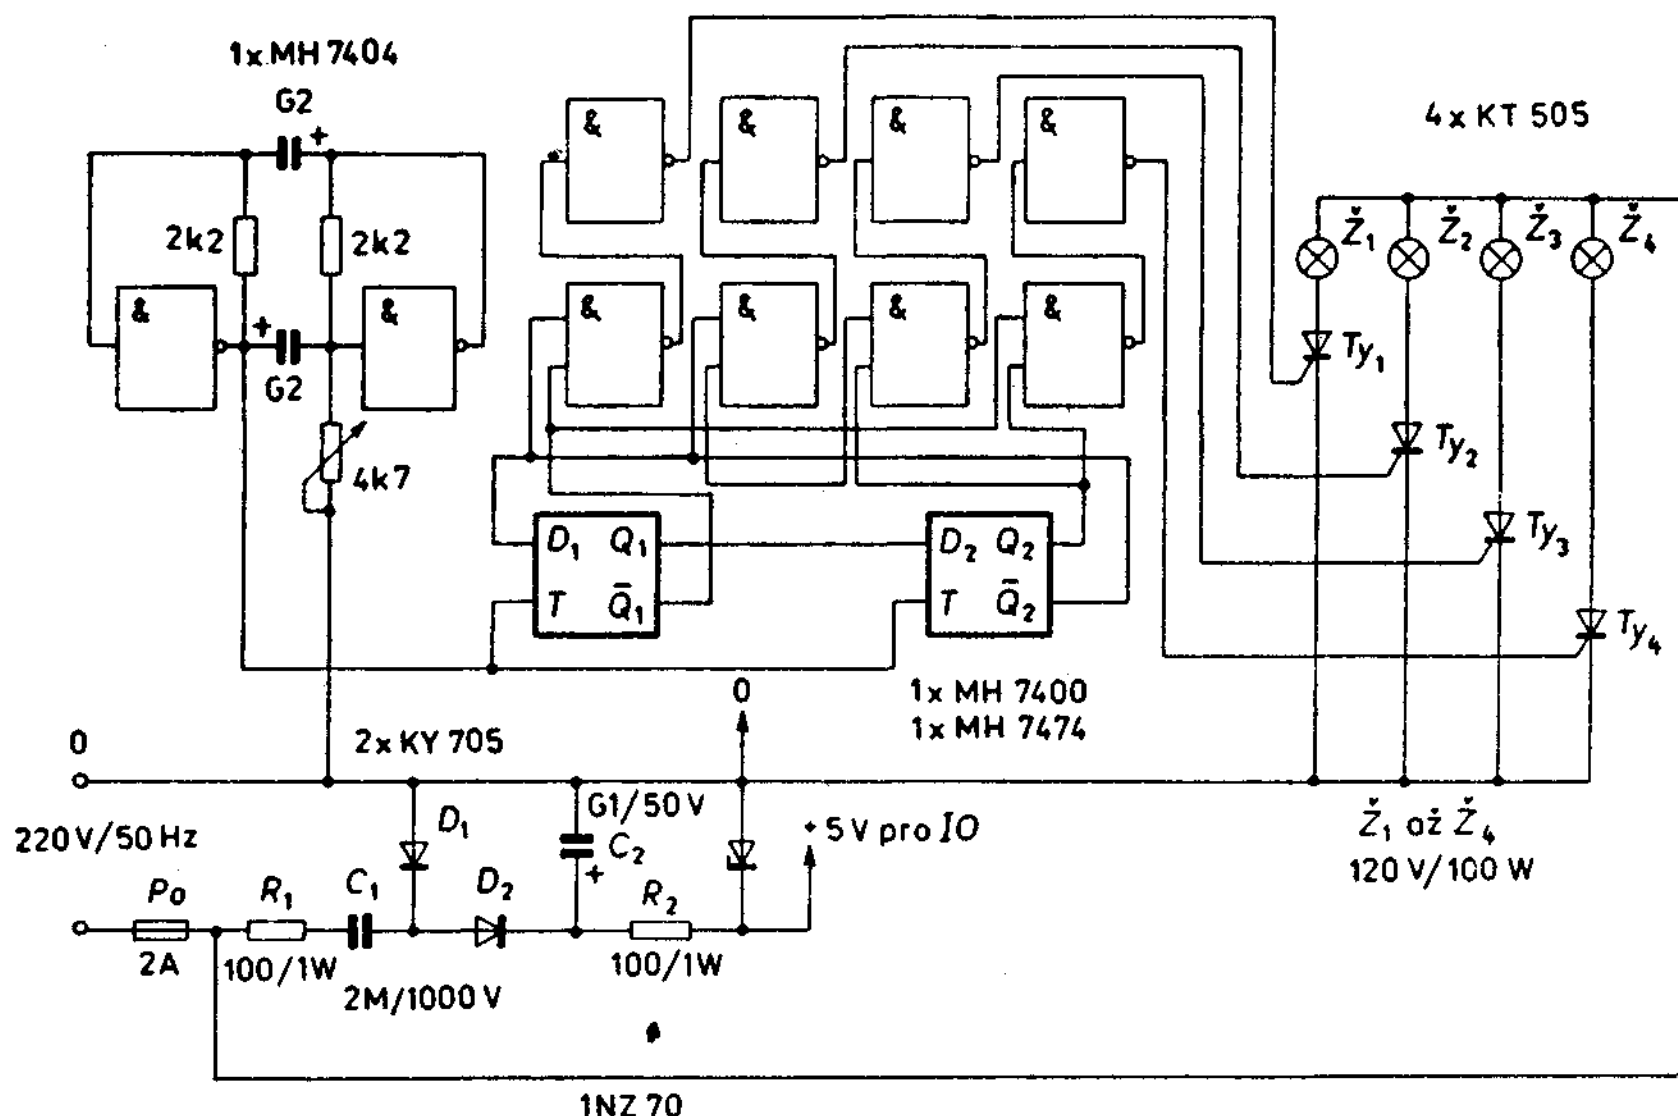 1x MH 7404
G2
+
&
&
&
&
4x KT 505
2k2
2k2
Ž1
Ž2
Ž3
Ž4
&
+
G2
&
&
&
&
&
Ty1
4k7
Ty2
D1 Q1
T Q̄1
D2 Q2
T Q̄2
Ty3
Ty4
0
1x MH 7400
1x MH 7474
0
2x KY 705
220 V/50 Hz
D1
G1/50 V
C2
+
+5V pro IO
Ž1 až Ž4
120 V/100 W
Po
2A
R1
100/1W
C1
2M/1000 V
D2
R2
100/1W
1NZ 70